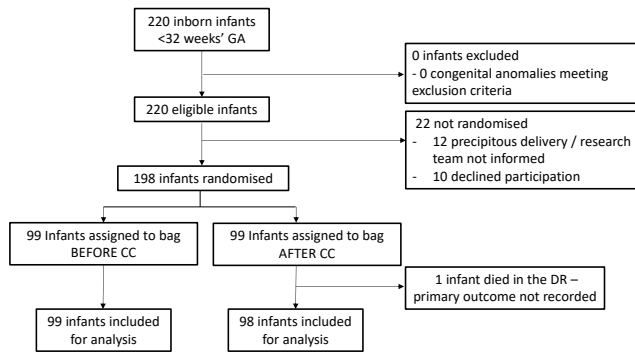 220 inborn infants
<32 weeks' GA
0 infants excluded
- 0 congenital anomalies meeting
exclusion criteria
220 eligible infants
22 not randomised
- 12 precipitous delivery / research
team not informed
- 10 declined participation
198 infants randomised
99 Infants assigned to bag
BEFORE CC
99 Infants assigned to bag
AFTER CC
1 infant died in the DR –
primary outcome not recorded
99 infants included
for analysis
98 infants included
for analysis